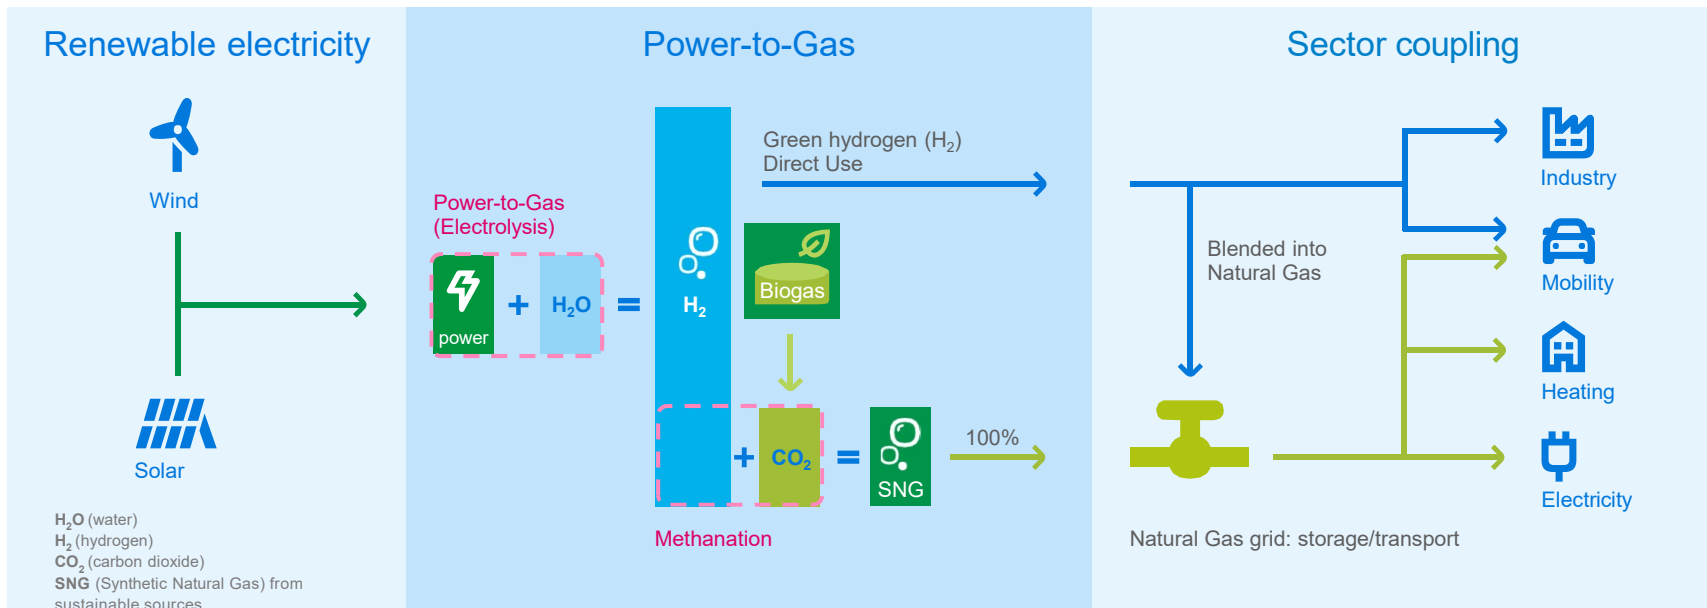 Renewable electricity
Wind
Solar
H₂O (water)
H₂ (hydrogen)
CO₂ (carbon dioxide)
SNG (Synthetic Natural Gas) from
sustainable sources
Power-to-Gas
Power-to-Gas
(Electrolysis)
power
+
H₂O
=
H₂
Green hydrogen (H₂)
Direct Use
Biogas
+
CO₂
=
SNG
100%
Methanation
Sector coupling
Blended into
Natural Gas
Industry
Mobility
Heating
Electricity
Natural Gas grid: storage/transport